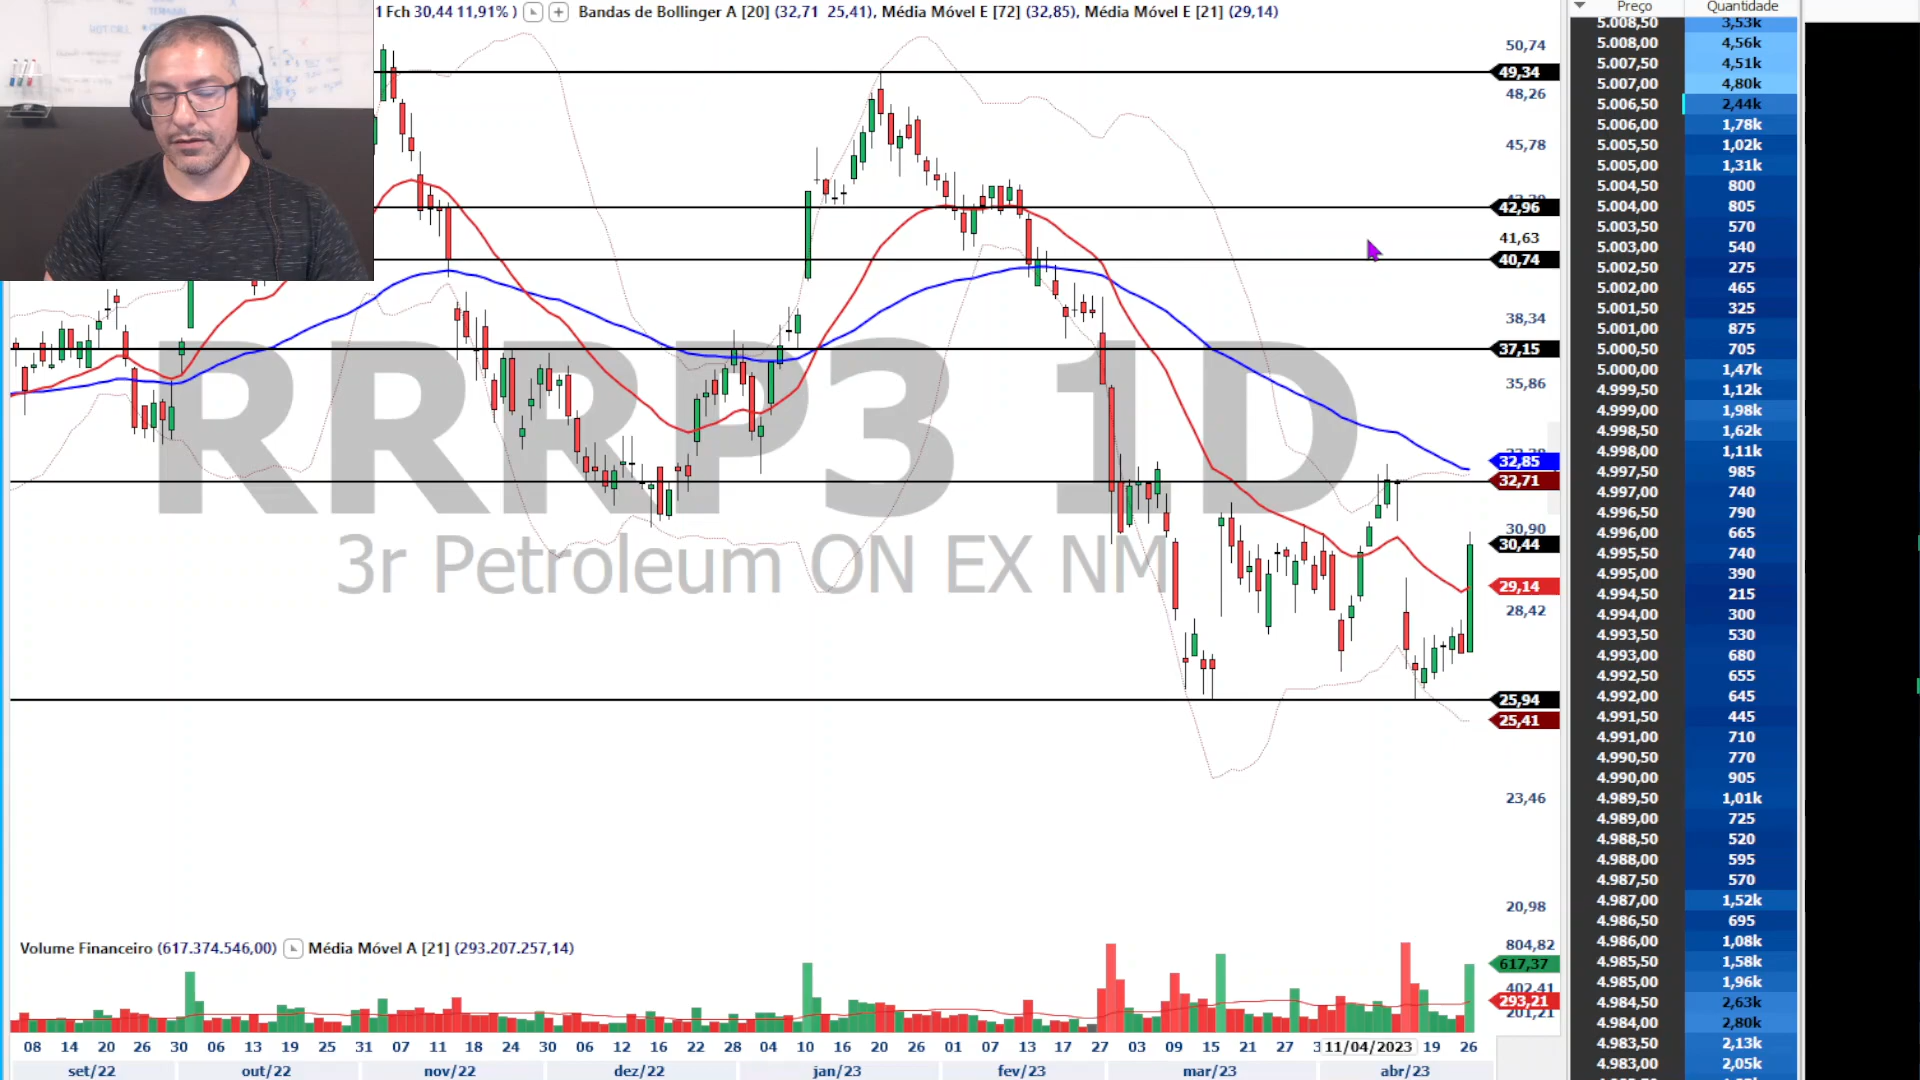 1 Fch 30,44 11,91% ) Bandas de Bollinger A [20] (32,71 25,41), Média Móvel E [72] (32,85), Média Móvel E [21] (29,14)
50,74
49,34
48,26
45,78
42,96
41,63
40,74
38,34
37,15
35,86
32,85
32,71
30,90
30,44
29,14
28,42
25,94
25,41
23,46
20,98
RRRP3 1D
3r Petroleum ON EX NM
Volume Financeiro (617.374.546,00) Média Móvel A [21] (293.207.257,14)
804,82
617,37
402,41
293,21
201,21
08 14 20 26 30 06 13 19 25 31 07 11 18 24 30 06 12 16 22 28 04 10 16 20 26 01 07 13 17 27 03 09 15 21 27 11/04/2023 19 26
set/22 out/22 nov/22 dez/22 jan/23 fev/23 mar/23 abr/23
Preço Quantidade
5.008,50 3,53k
5.008,00 4,56k
5.007,50 4,51k
5.007,00 4,80k
5.006,50 2,44k
5.006,00 1,78k
5.005,50 1,02k
5.005,00 1,31k
5.004,50 800
5.004,00 805
5.003,50 570
5.003,00 540
5.002,50 275
5.002,00 465
5.001,50 325
5.001,00 875
5.000,50 705
5.000,00 1,47k
4.999,50 1,12k
4.999,00 1,98k
4.998,50 1,62k
4.998,00 1,11k
4.997,50 985
4.997,00 740
4.996,50 790
4.996,00 665
4.995,50 740
4.995,00 390
4.994,50 215
4.994,00 300
4.993,50 530
4.993,00 680
4.992,50 655
4.992,00 645
4.991,50 445
4.991,00 710
4.990,50 770
4.990,00 905
4.989,50 1,01k
4.989,00 725
4.988,50 520
4.988,00 595
4.987,50 570
4.987,00 1,52k
4.986,50 695
4.986,00 1,08k
4.985,50 1,58k
4.985,00 1,96k
4.984,50 2,63k
4.984,00 2,80k
4.983,50 2,13k
4.983,00 2,05k